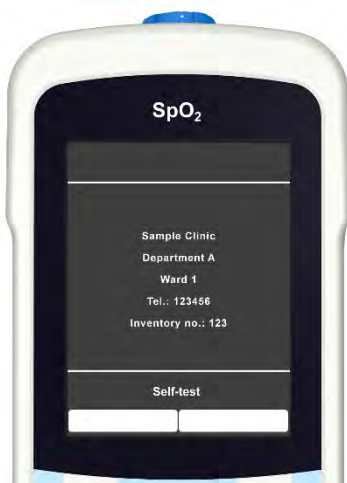 SpO₂
Sample Clinic
Department A
Ward 1
Tel.: 123456
Inventory no.: 123
Self-test